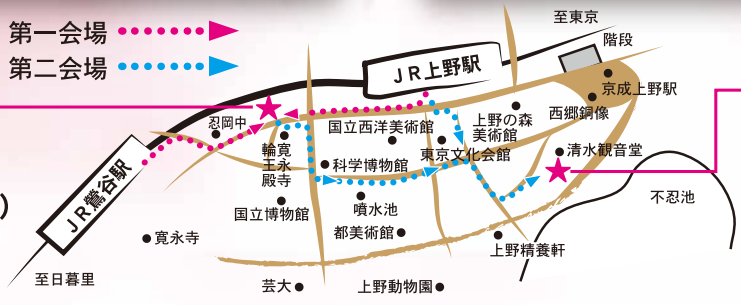 第一会場
第二会場
至東京
階段
JR上野駅
京成上野駅
西郷銅像
上野の森
美術館
国立西洋美術館
忍岡中
輪寛
王永
殿寺
東京文化会館
清水観音堂
科学博物館
JR鶯谷駅
国立博物館
噴水池
不忍池
都美術館
寛永寺
上野精養軒
至日暮里
芸大
上野動物園
)